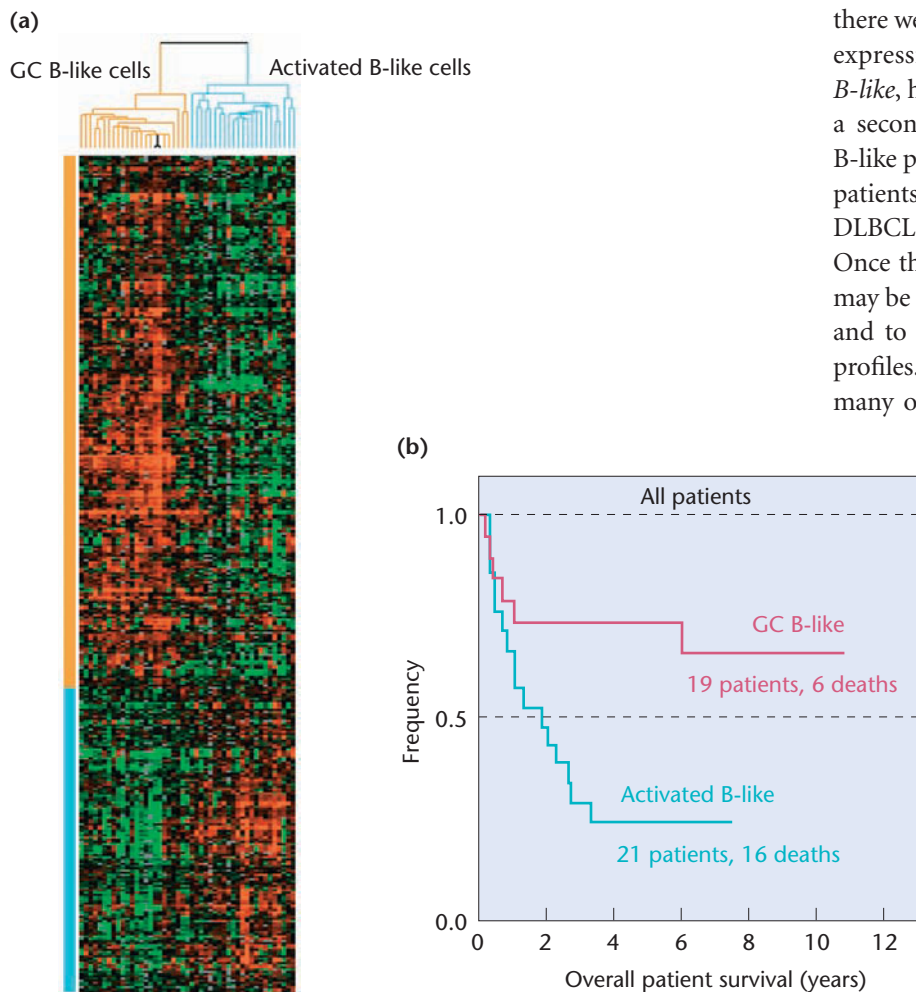 (a)
GC B-like cells
Activated B-like cells
there we
express
B-like, h
a secon
B-like p
patients
DLBCL
Once th
may be
and to
profiles.
many o
(b)
All patients
1.0
GC B-like
19 patients, 6 deaths
Frequency
0.5
Activated B-like
21 patients, 16 deaths
0.0
0
2
4
6
8
10
12
Overall patient survival (years)